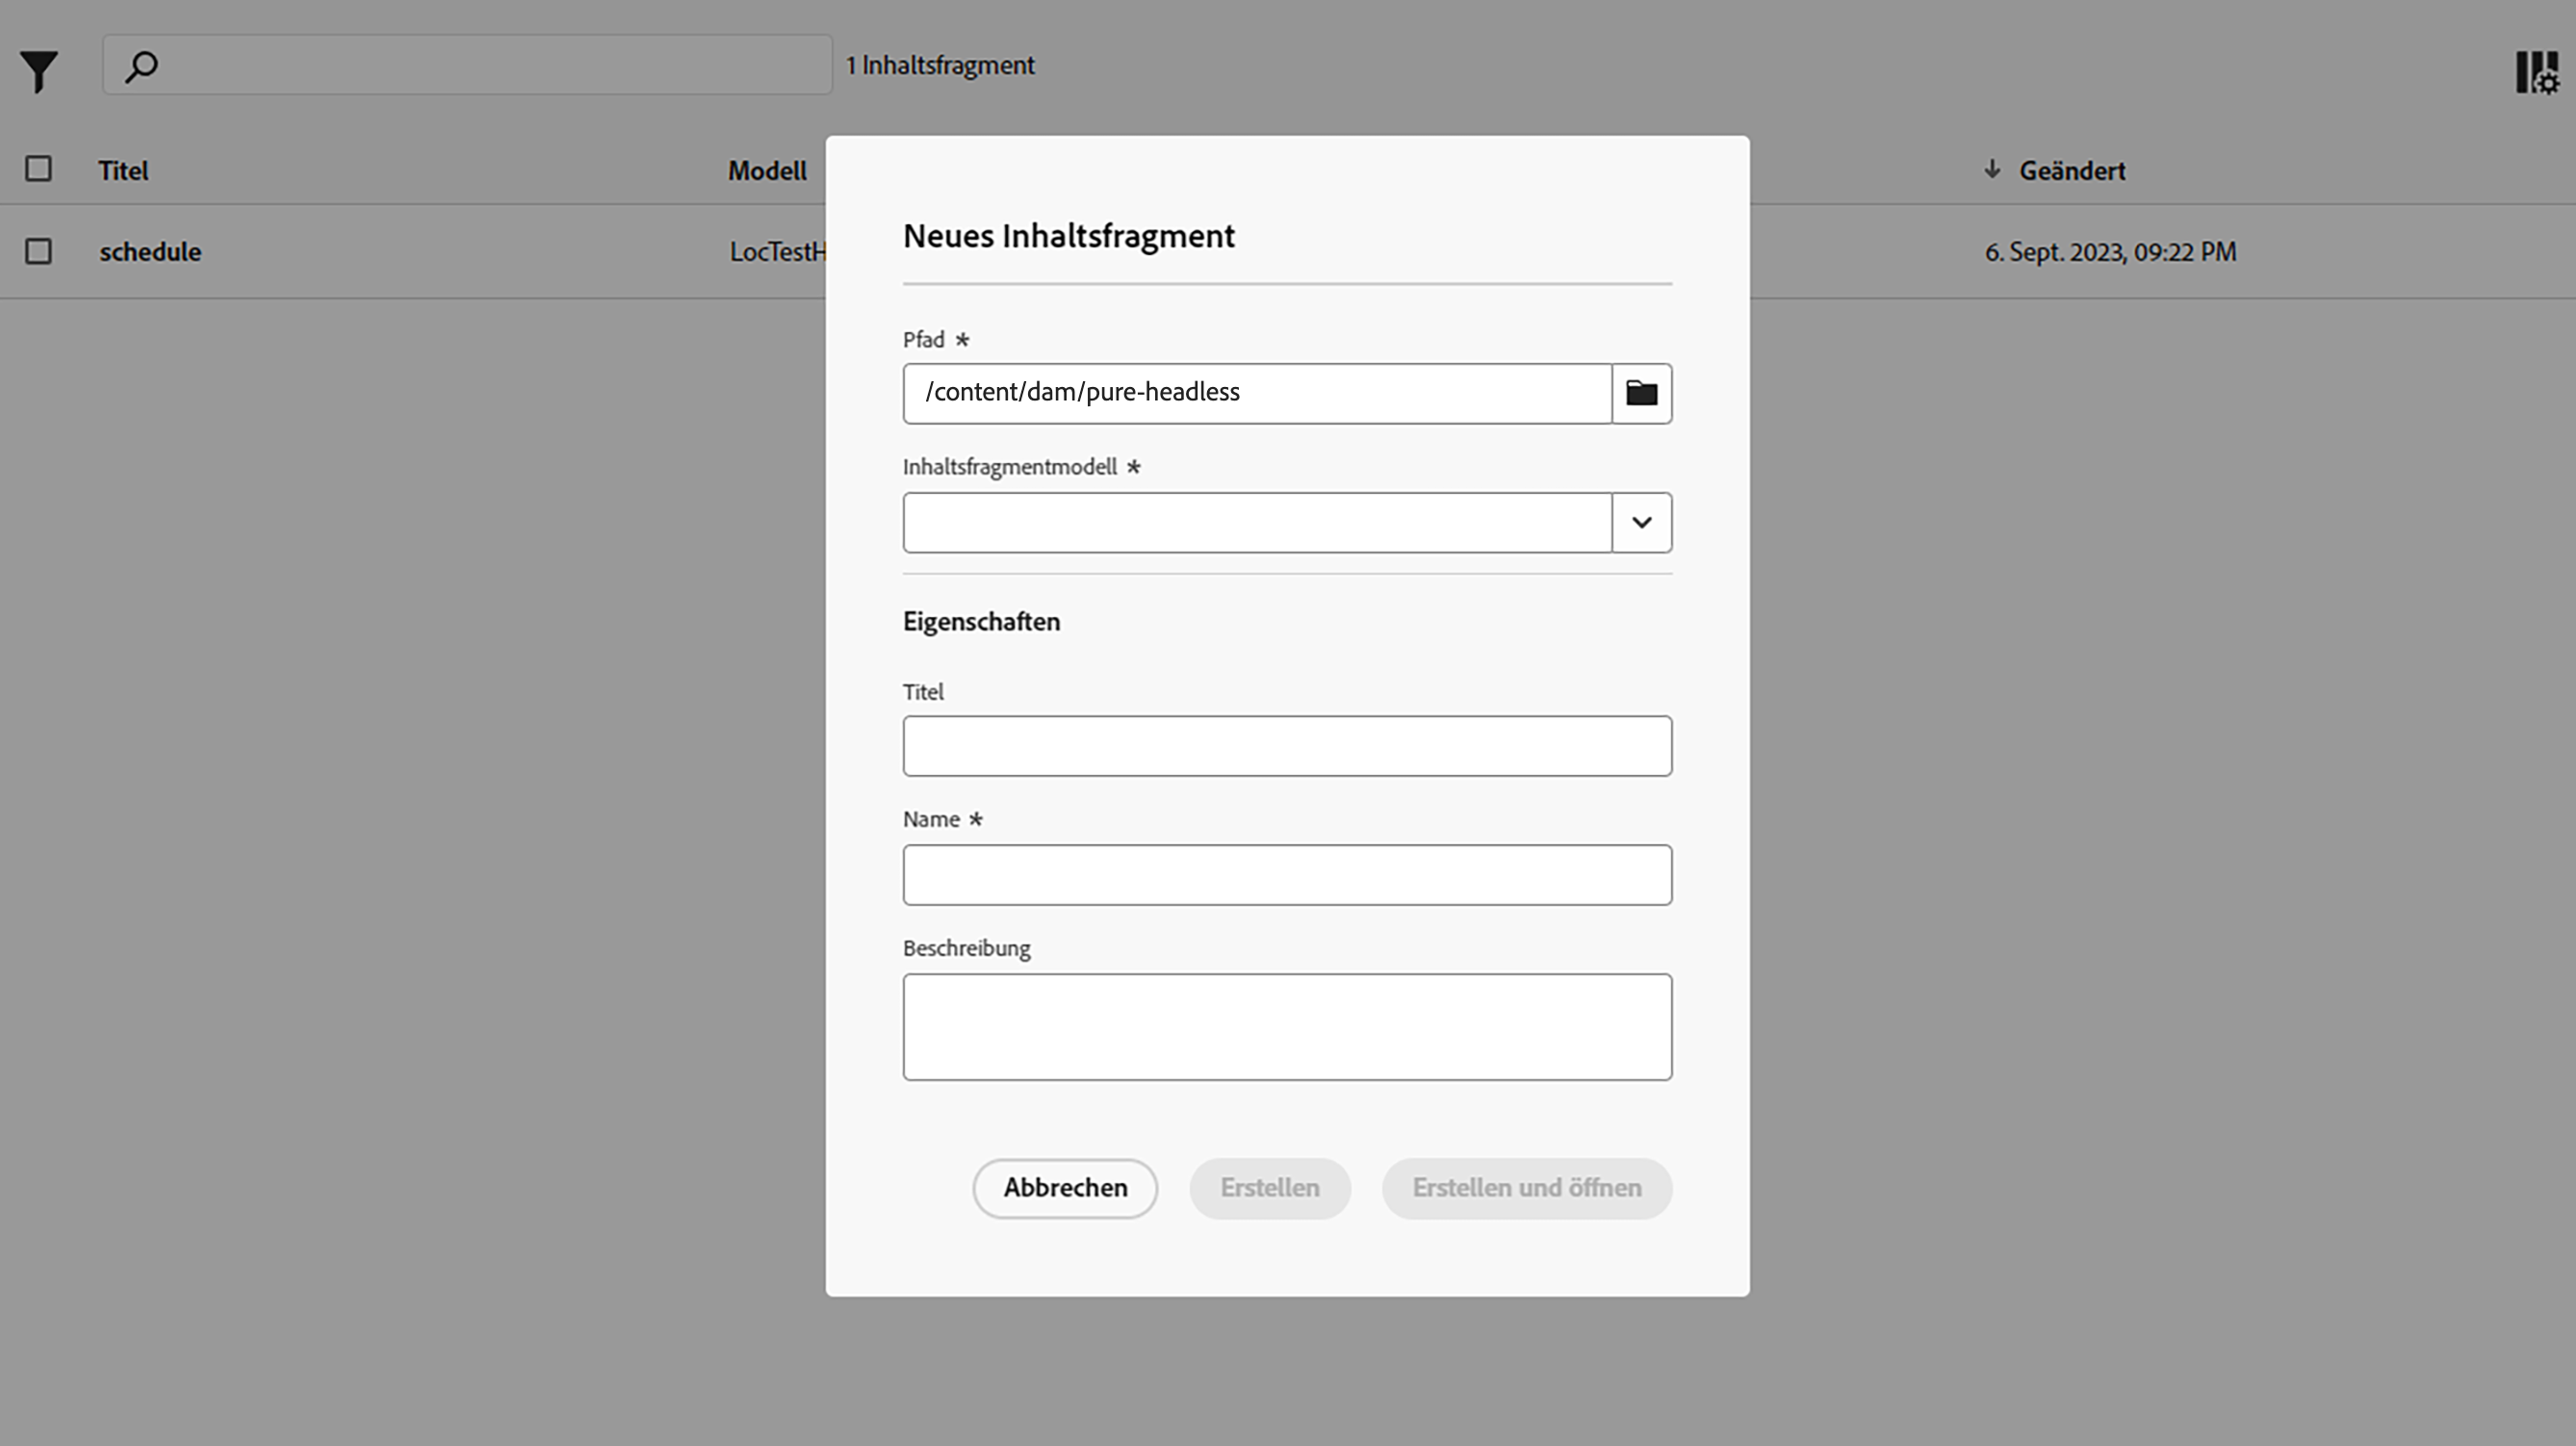 1 Inhaltsfragment
Titel Modell Geändert
schedule LocTestH 6. Sept. 2023, 09:22 PM
Neues Inhaltsfragment
Pfad *
/content/dam/pure-headless
Inhaltsfragmentmodell *
Eigenschaften
Titel
Name *
Beschreibung
Abbrechen Erstellen Erstellen und öffnen